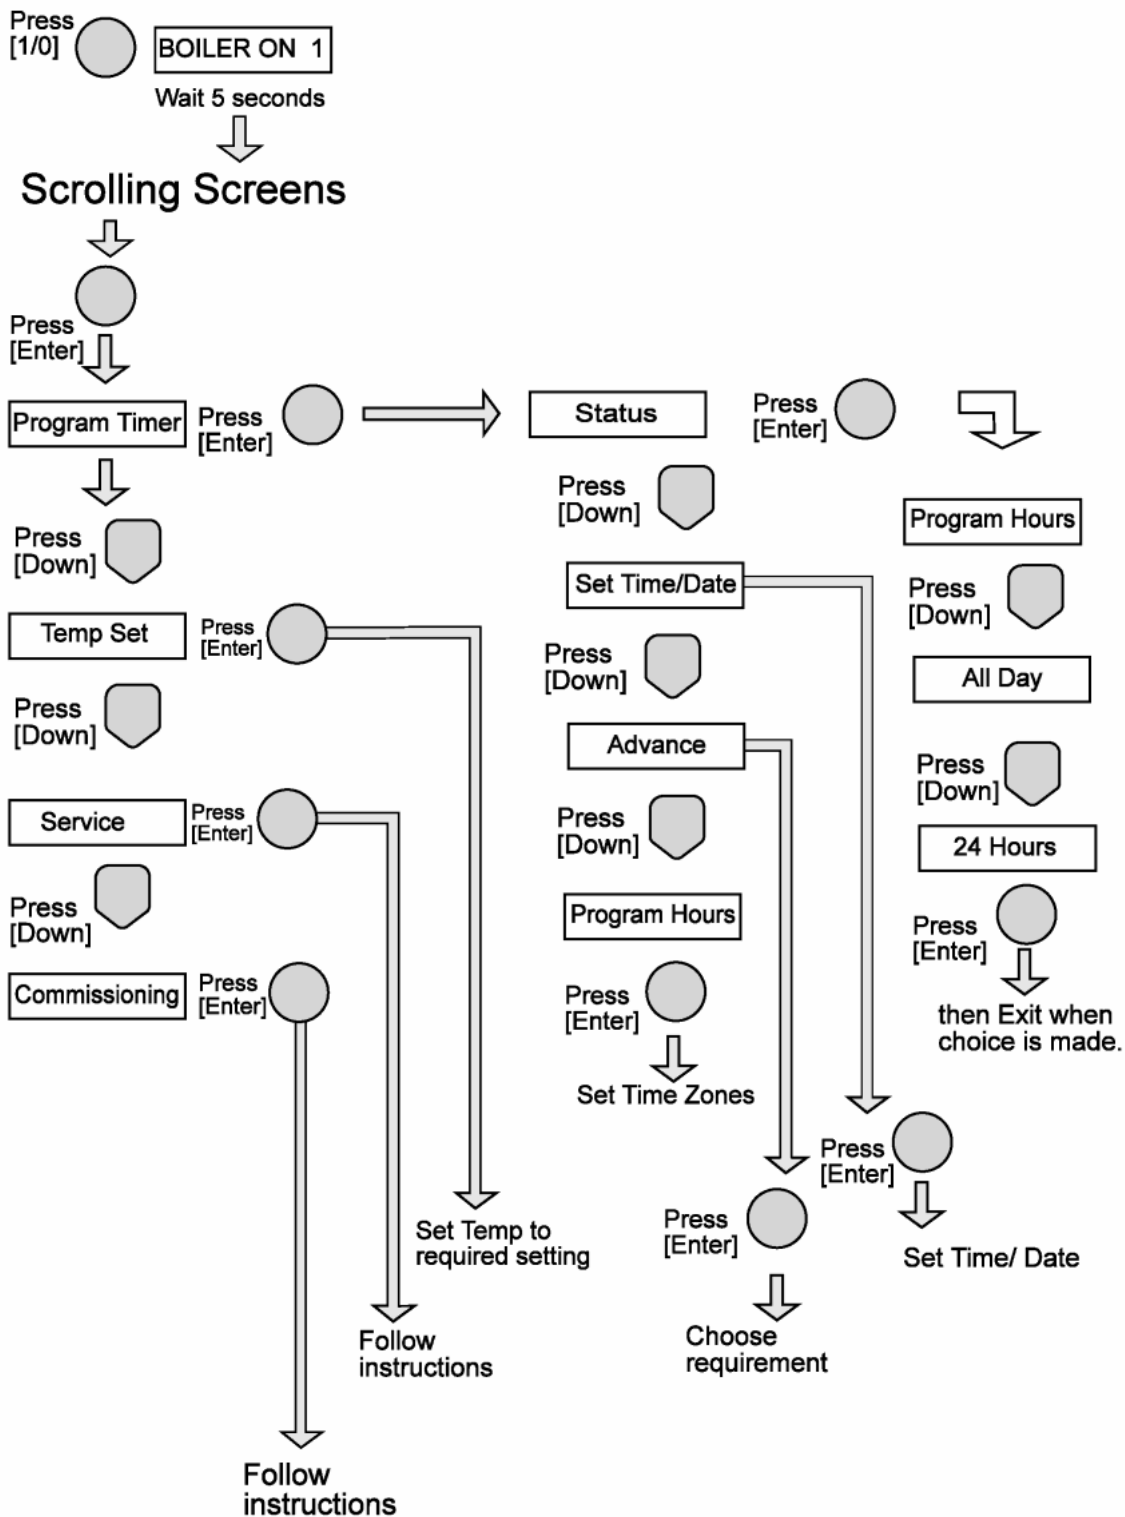 Press
[1/0]
BOILER ON 1
Wait 5 seconds
Scrolling Screens
Press
[Enter]
Program Timer
Press
[Enter]
Press
[Down]
Temp Set
Press
[Enter]
Press
[Down]
Service
Press
[Enter]
Press
[Down]
Commissioning
Press
[Enter]
Status
Press
[Enter]
Press
[Down]
Set Time/Date
Press
[Down]
Advance
Press
[Down]
Program Hours
Press
[Enter]
Set Time Zones
Program Hours
Press
[Down]
All Day
Press
[Down]
24 Hours
Press
[Enter]
then Exit when
choice is made.
Press
[Enter]
Set Time/ Date
Press
[Enter]
Choose
requirement
Set Temp to
required setting
Follow
instructions
Follow
instructions